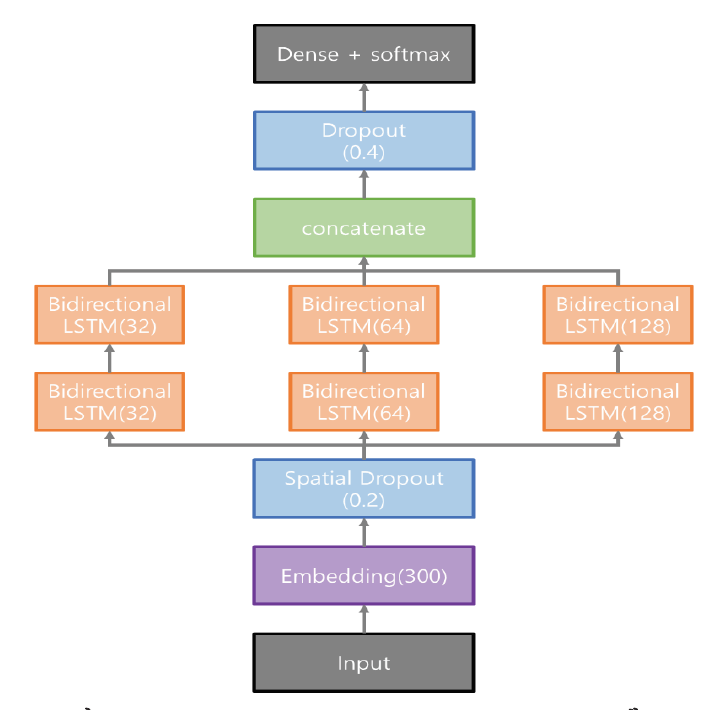 Dense + softmax
Dropout
(0.4)
concatenate
Bidirectional
LSTM(32)
Bidirectional
LSTM(64)
Bidirectional
LSTM(128)
Bidirectional
LSTM(32)
Bidirectional
LSTM(64)
Bidirectional
LSTM(128)
Spatial Dropout
(0.2)
Embedding(300)
Input